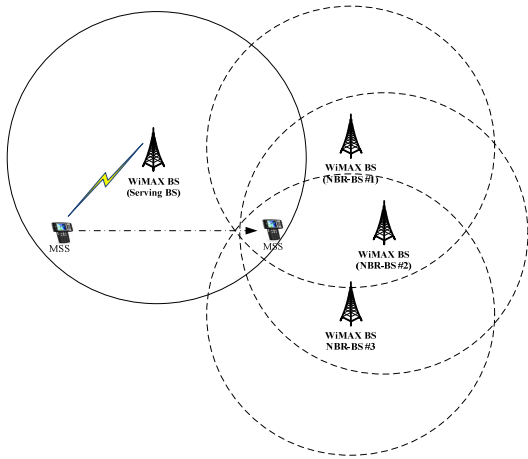 WiMAX BS
(Serving BS)
WiMAX BS
(NBR-BS #1)
MSS
MSS
WiMAX BS
(NBR-BS #2)
WiMAX BS
NBR-BS #3